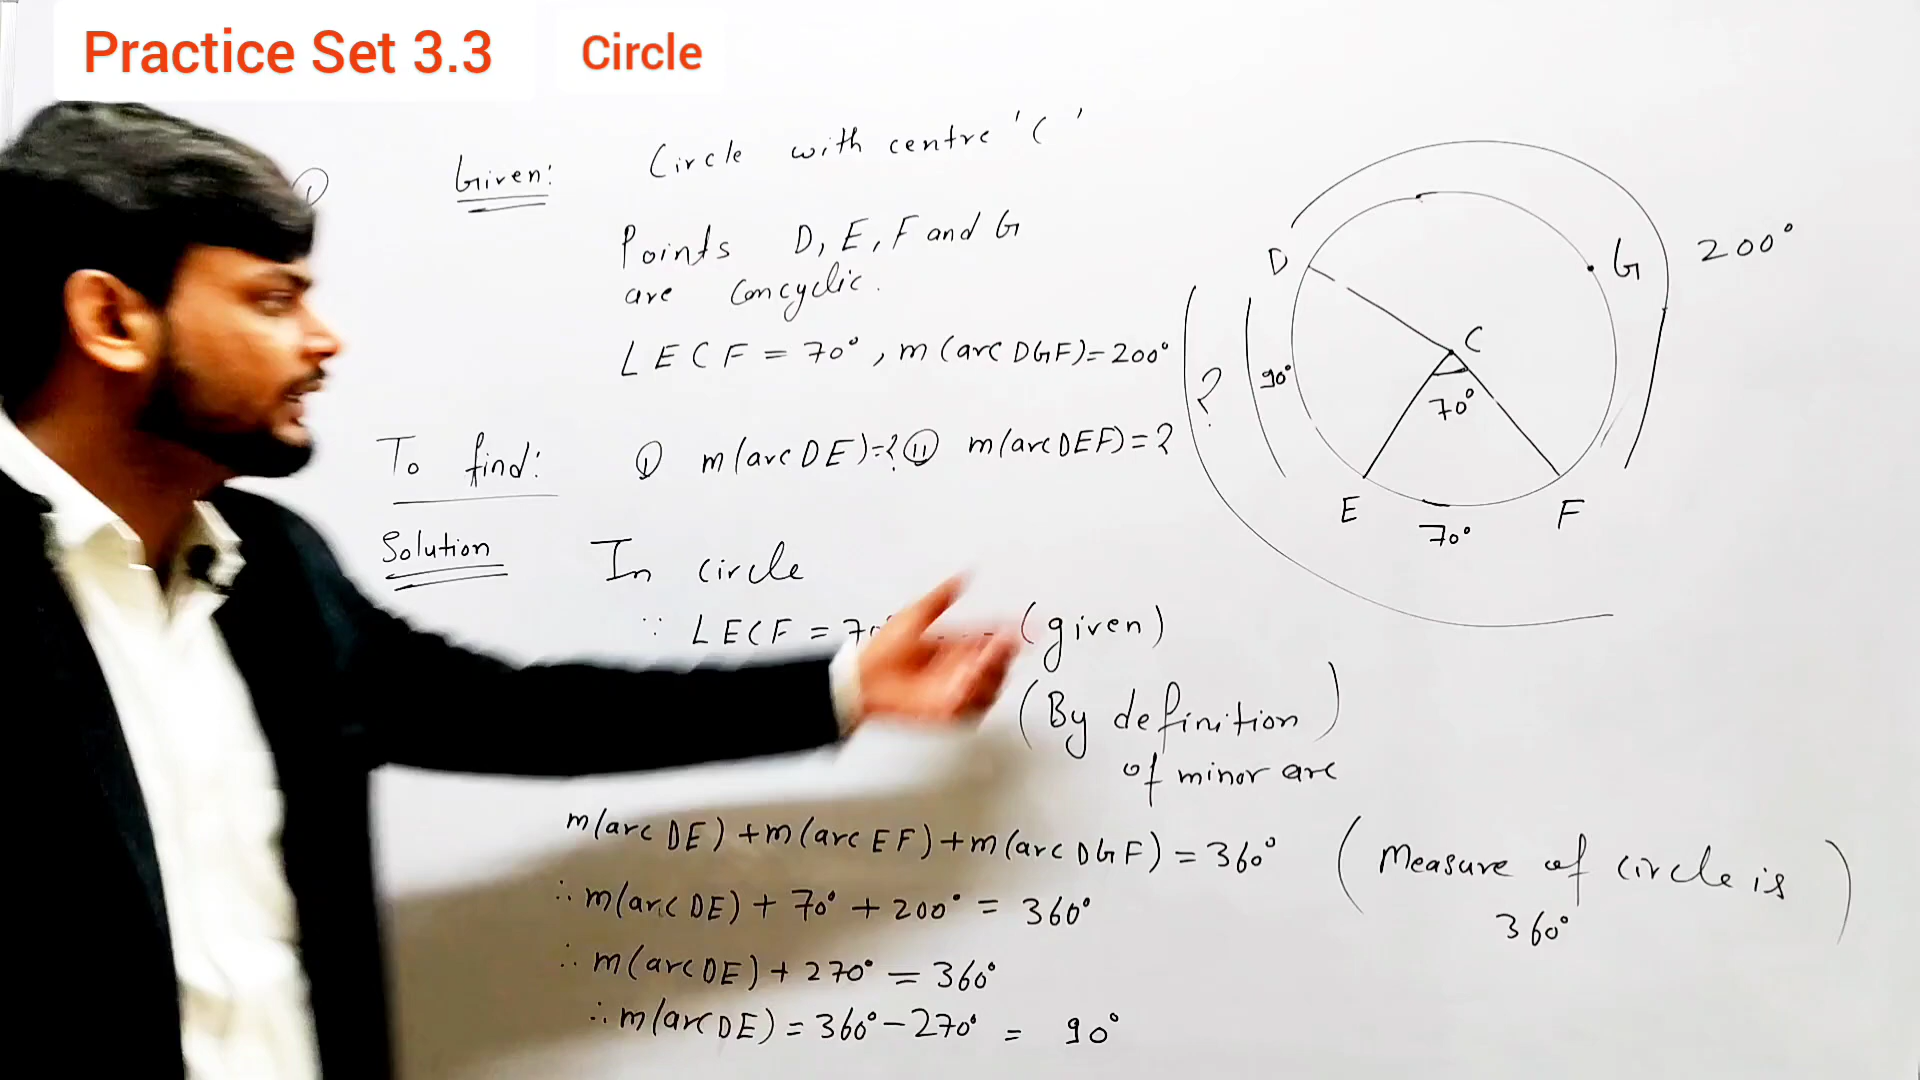 Practice Set 3.3 Circle
① Given: Circle with centre 'C'
Points D, E, F and G
are Concyclic.
∠ECF = 70°, m(arc DGF)=200°
To find: Ⓘ m(arc DE)=? Ⓘ︎Ⓘ m(arc DEF)=?
Solution In circle
∵ ∠ECF = 70° --- (given)
(By definition)
of minor arc
m(arc DE)+m(arc EF)+m(arc DGF)=360° (Measure of circle is)
360°
∴ m(arc DE) + 70° + 200° = 360°
∴ m(arc DE) + 270° = 360°
∴ m(arc DE) = 360° – 270° = 90°
D
G
200°
C
?
90°
70°
E
F
70°